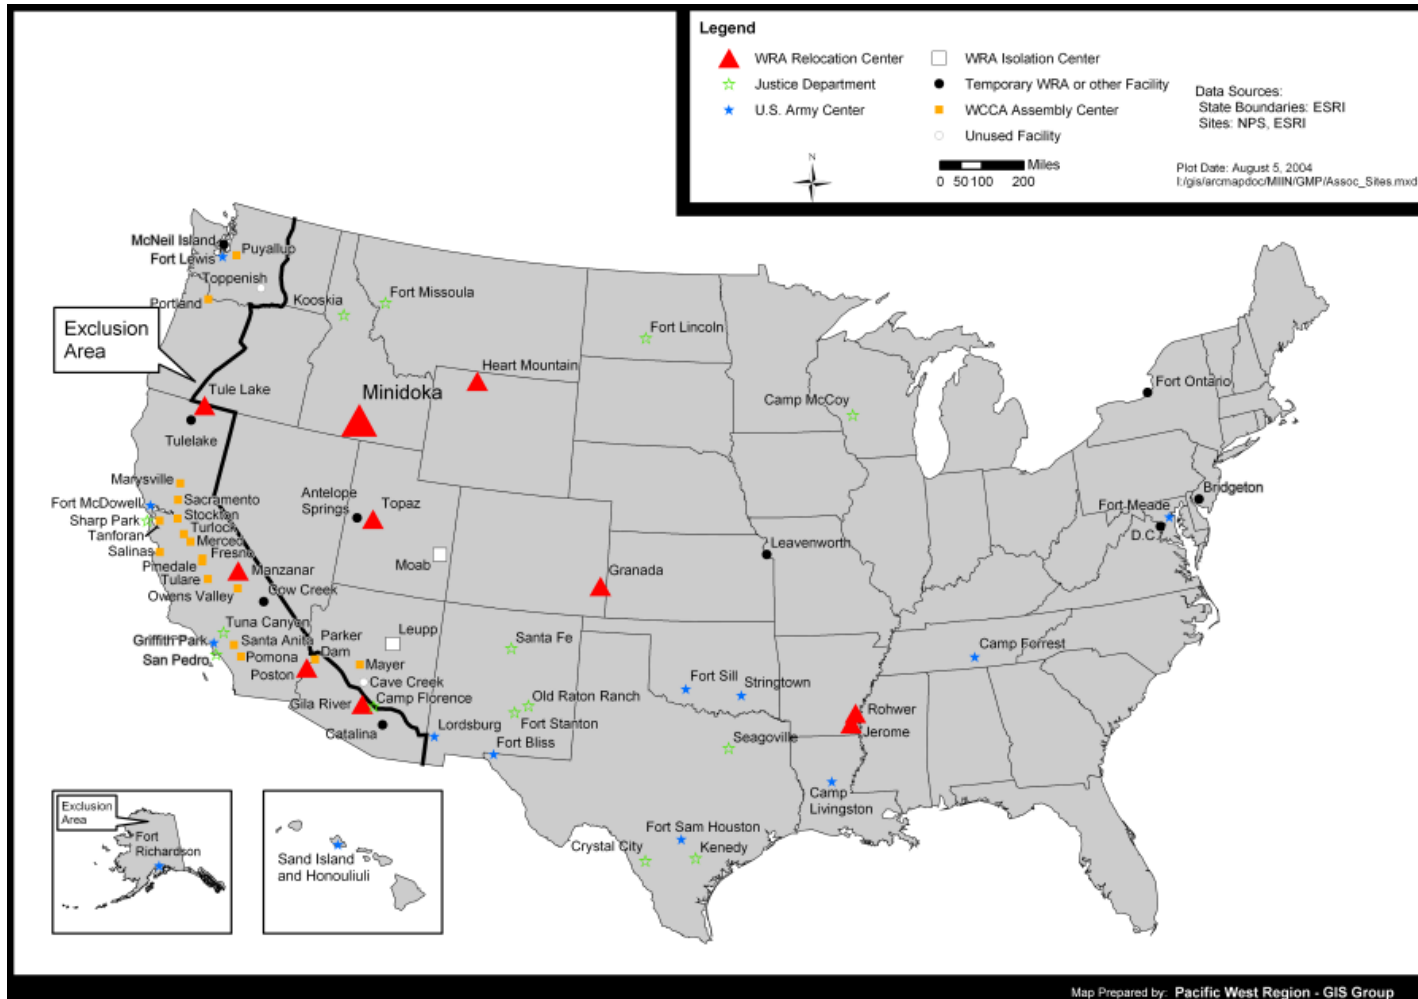 Legend
WRA Relocation Center
Justice Department
U.S. Army Center
WRA Isolation Center
Temporary WRA or other Facility
WCCA Assembly Center
Unused Facility
Data Sources:
State Boundaries: ESRI
Sites: NPS, ESRI
N
Miles
0 50 100 200
Plot Date: August 5, 2004
I:/gis/arcmapdoc/MIIN/GMP/Assoc_Sites.mxd
McNeil Island
Puyallup
Fort Lewis
Toppenish
Portland
Kooskia
Fort Missoula
Fort Lincoln
Exclusion
Area
Heart Mountain
Tule Lake
Minidoka
Camp McCoy
Fort Ontario
Tulelake
Marysville
Fort McDowell
Sacramento
Sharp Park
Stockton
Tanforan
Turlock
Merced
Salinas
Fresno
Pinedale
Tulare
Manzanar
Owens Valley
Cow Creek
Antelope
Springs
Topaz
Moab
Leavenworth
Granada
Bridgeton
Fort Meade
D.C.
Tuna Canyon
Griffith Park
Santa Anita
San Pedro
Pomona
Parker
Dam
Leupp
Poston
Mayer
Cave Creek
Gila River
Camp Florence
Catalina
Santa Fe
Old Raton Ranch
Fort Stanton
Lordsburg
Fort Bliss
Fort Sill
Stringtown
Camp Forrest
Rohwer
Jerome
Seagoville
Camp
Livingston
Fort Sam Houston
Crystal City
Kenedy
Exclusion
Area
Fort
Richardson
Sand Island
and Honouliuli
Map Prepared by: Pacific West Region - GIS Group